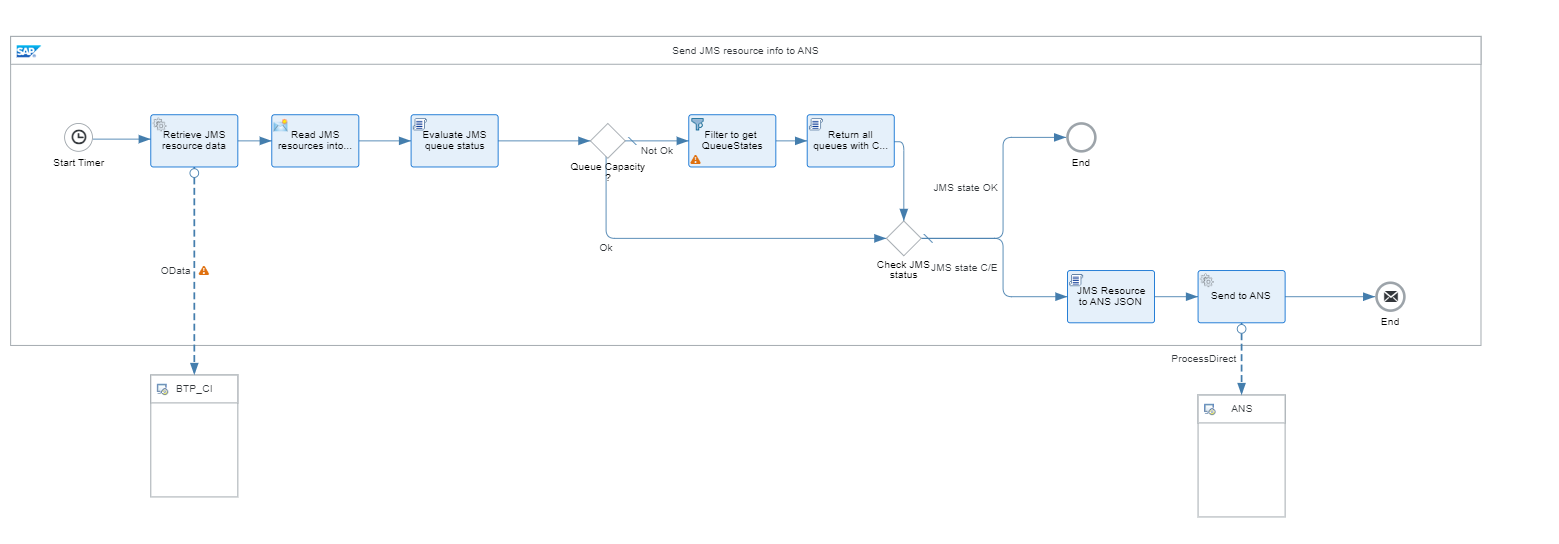 SAP
Send JMS resource info to ANS
Start Timer
Retrieve JMS
resource data
Read JMS
resources into...
Evaluate JMS
queue status
Queue Capacity
?
Not Ok
Ok
Filter to get
QueueStates
Return all
queues with C...
Check JMS
status
JMS state OK
End
JMS state C/E
JMS Resource
to ANS JSON
Send to ANS
End
OData
BTP_CI
ProcessDirect
ANS